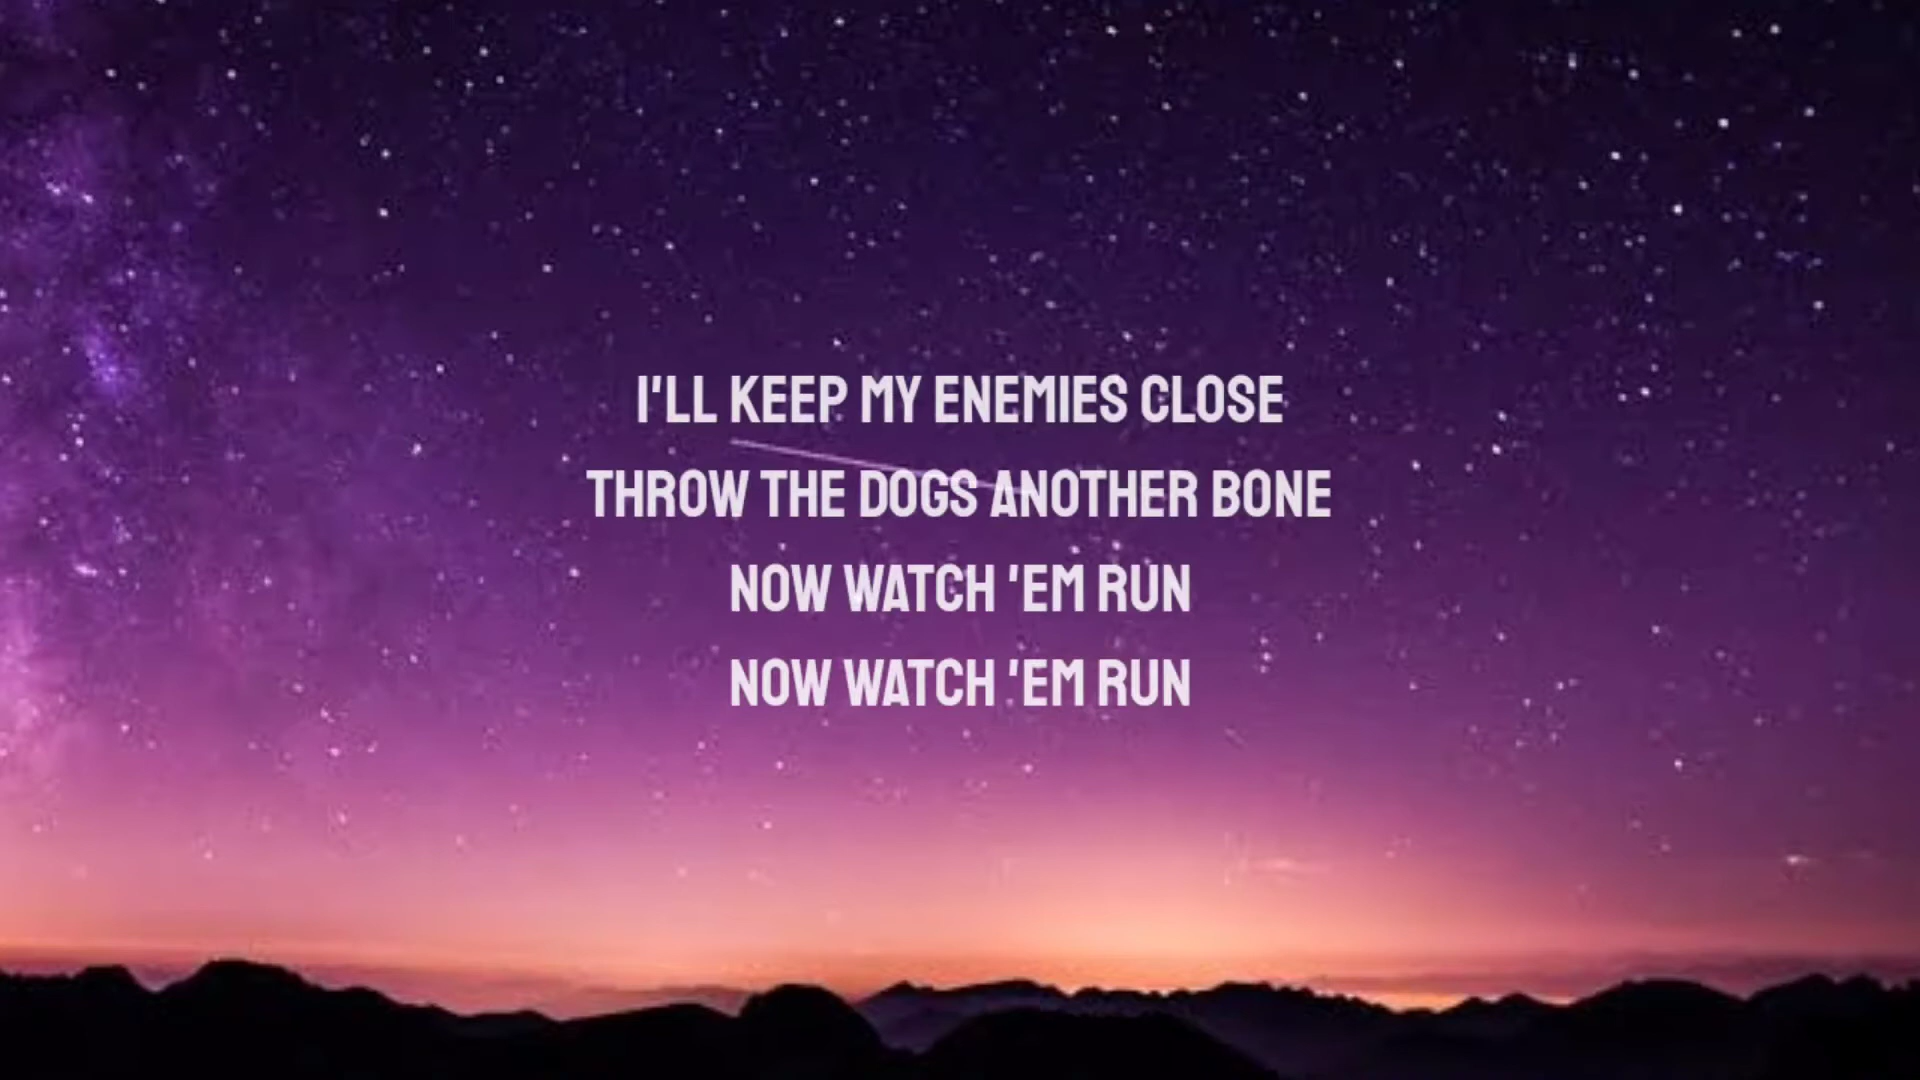 I'LL KEEP MY ENEMIES CLOSE
THROW THE DOGS ANOTHER BONE
NOW WATCH 'EM RUN
NOW WATCH 'EM RUN